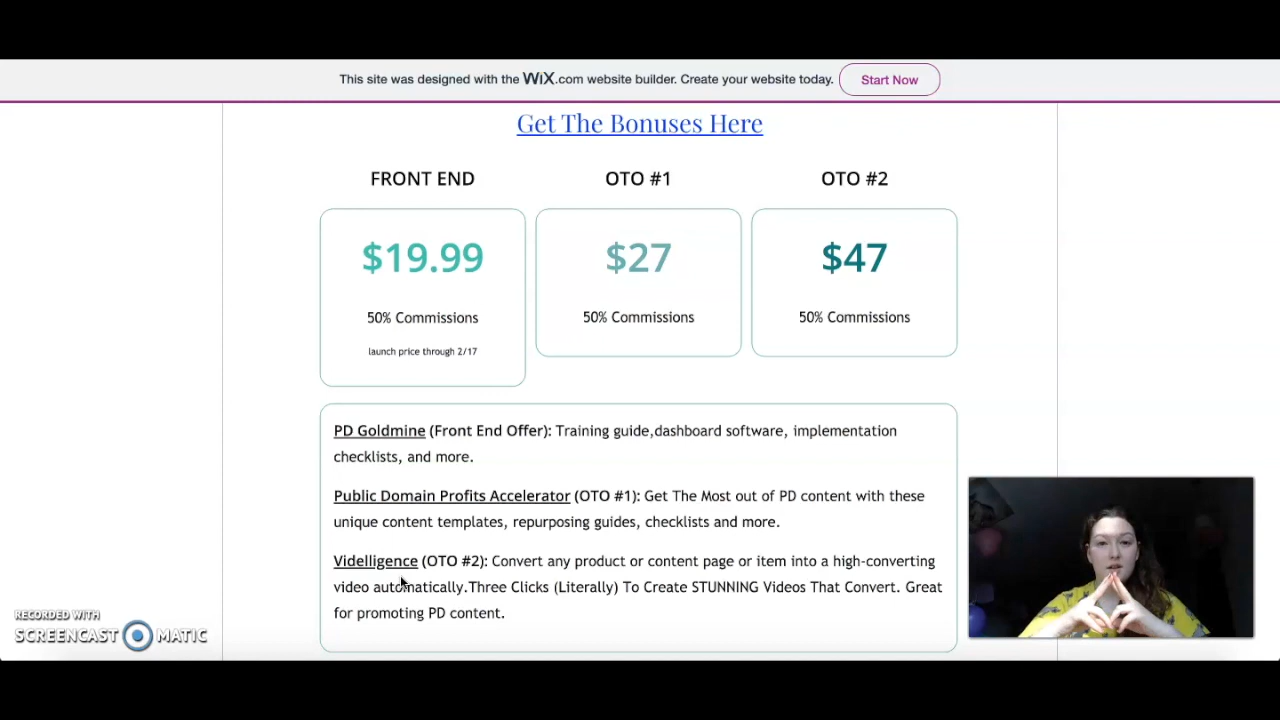 This site was designed with the WiX.com website builder. Create your website today. Start Now
Get The Bonuses Here
FRONT END
OTO #1
OTO #2
$19.99
$27
$47
50% Commissions
50% Commissions
50% Commissions
launch price through 2/17
PD Goldmine (Front End Offer): Training guide,dashboard software, implementation
checklists, and more.
Public Domain Profits Accelerator (OTO #1): Get The Most out of PD content with these
unique content templates, repurposing guides, checklists and more.
Videlligence (OTO #2): Convert any product or content page or item into a high-converting
video automatically.Three Clicks (Literally) To Create STUNNING Videos That Convert. Great
for promoting PD content.
RECORDED WITH
SCREENCAST MATIC